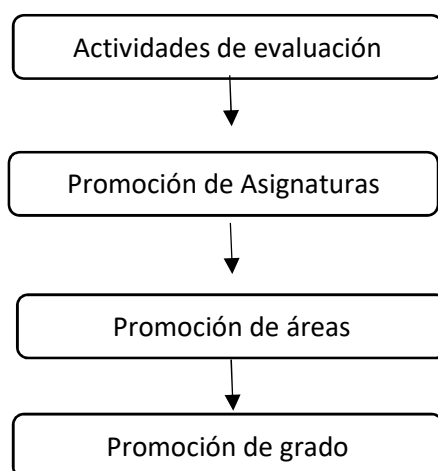 Actividades de evaluación
Promoción de Asignaturas
Promoción de áreas
Promoción de grado